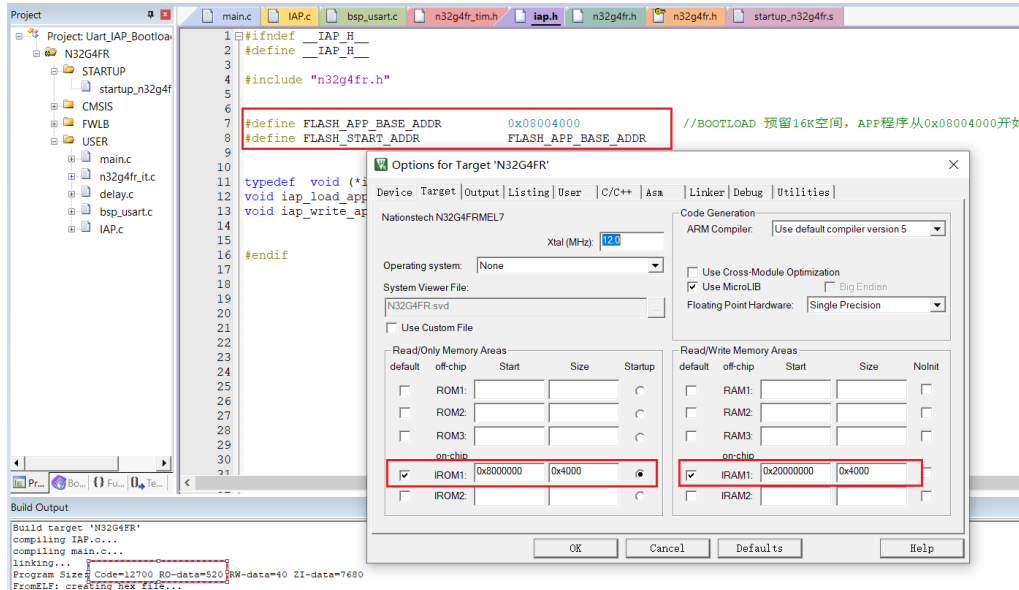 Project
Project: Uart_IAP_Bootloa
N32G4FR
STARTUP
startup_n32g4f
CMSIS
FWLB
USER
main.c
n32g4fr_it.c
delay.c
bsp_usart.c
IAP.c
Pr... Bo... {} Fu... Te...
main.c IAP.c bsp_usart.c n32g4fr_tim.h iap.h n32g4fr.h n32g4fr.h startup_n32g4fr.s
1 #ifndef __IAP_H__
2 #define __IAP_H__
3
4 #include "n32g4fr.h"
5
6
7 #define FLASH_APP_BASE_ADDR 0x08004000 //BOOTLOAD 预留16K空间，APP程序从0x08004000开始
8 #define FLASH_START_ADDR FLASH_APP_BASE_ADDR
9
10
11 typedef void (*i
12 void iap_load_app
13 void iap_write_ap
14
15
16 #endif
17
18
19
20
21
22
23
24
25
26
27
28
29
30
31
Options for Target 'N32G4FR'
Device Target Output Listing User C/C++ Asm Linker Debug Utilities
Nationstech N32G4FRMEL7
Xtal (MHz): 12.0
Operating system: None
System Viewer File:
N32G4FR.svd ...
Use Custom File
Code Generation
ARM Compiler: Use default compiler version 5
Use Cross-Module Optimization
Use MicroLIB Big Endian
Floating Point Hardware: Single Precision
Read/Only Memory Areas
default off-chip Start Size Startup
ROM1:
ROM2:
ROM3:
on-chip
IROM1: 0x8000000 0x4000
IROM2:
Read/Write Memory Areas
default off-chip Start Size NoInit
RAM1:
RAM2:
RAM3:
on-chip
IRAM1: 0x20000000 0x4000
IRAM2:
OK Cancel Defaults Help
Build Output
Build target 'N32G4FR'
compiling IAP.c...
compiling main.c...
linking...
Program Size: Code=12700 RO-data=520 RW-data=40 ZI-data=7680
FromELF: creating hex file...